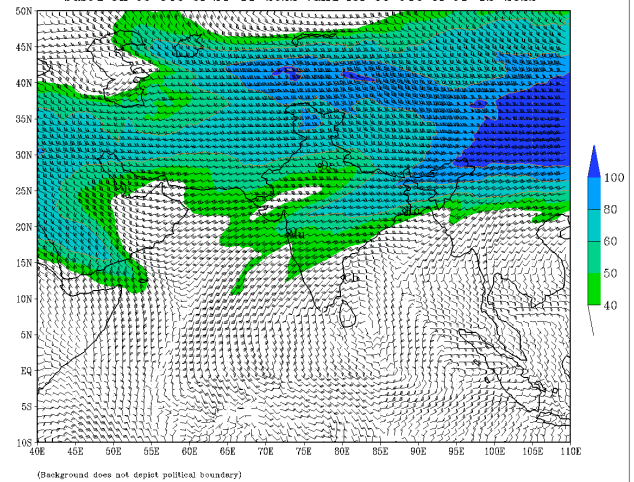 50N
45N
40N
35N
30N
25N
20N
15N
10N
5N
EQ
5S
10S
40E 45E 50E 55E 60E 65E 70E 75E 80E 85E 90E 95E 100E 105E 110E
100
80
60
50
40
(Background does not depict political boundary)